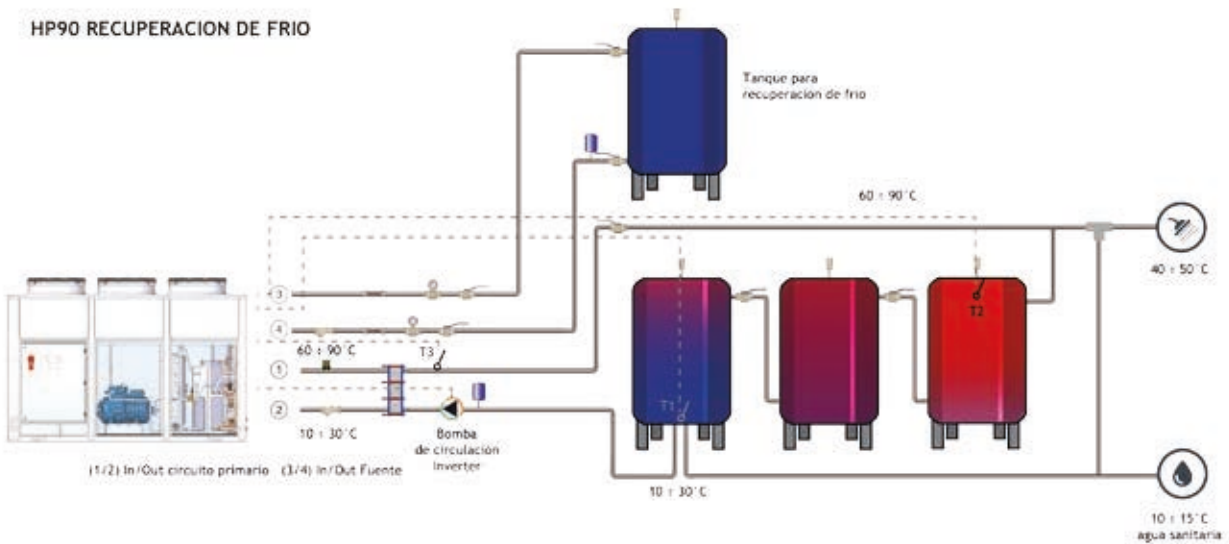 HP90 RECUPERACION DE FRIO
Tanque para
recuperacion de frio
60 ÷ 90°C
40 ÷ 50°C
3
4
60 ÷ 90°C
T3
1
2
10 ÷ 30°C
Bomba
de circulación
Inverter
T1
T2
(1/2) In/Out circuito primario (3/4) In/Out Fuente
10 ÷ 30°C
10 ÷ 15°C
agua sanitaria